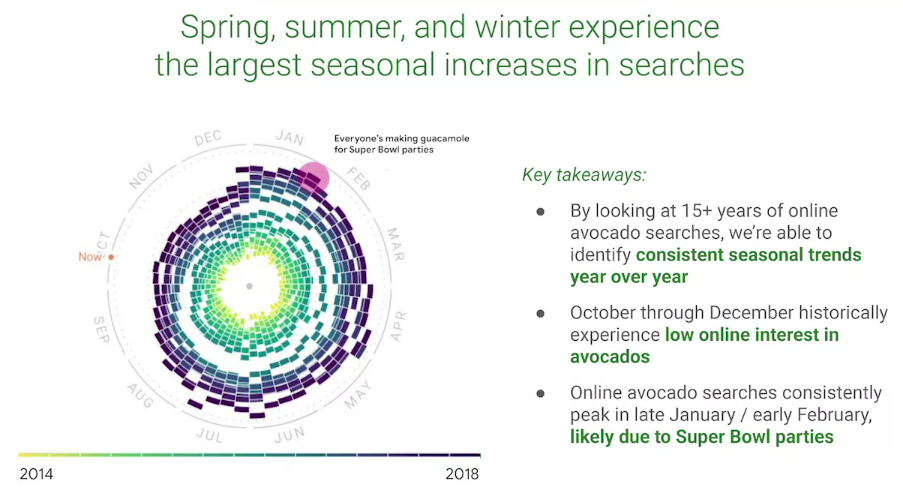 Spring, summer, and winter experience
the largest seasonal increases in searches
Everyone's making guacamole
for Super Bowl parties
DEC
JAN
NOV
FEB
OCT
Now
MAR
SEP
APR
AUG
MAY
JUL
JUN
2014
2018
Key takeaways:
● By looking at 15+ years of online
avocado searches, we're able to
identify consistent seasonal trends
year over year
● October through December historically
experience low online interest in
avocados
● Online avocado searches consistently
peak in late January / early February,
likely due to Super Bowl parties